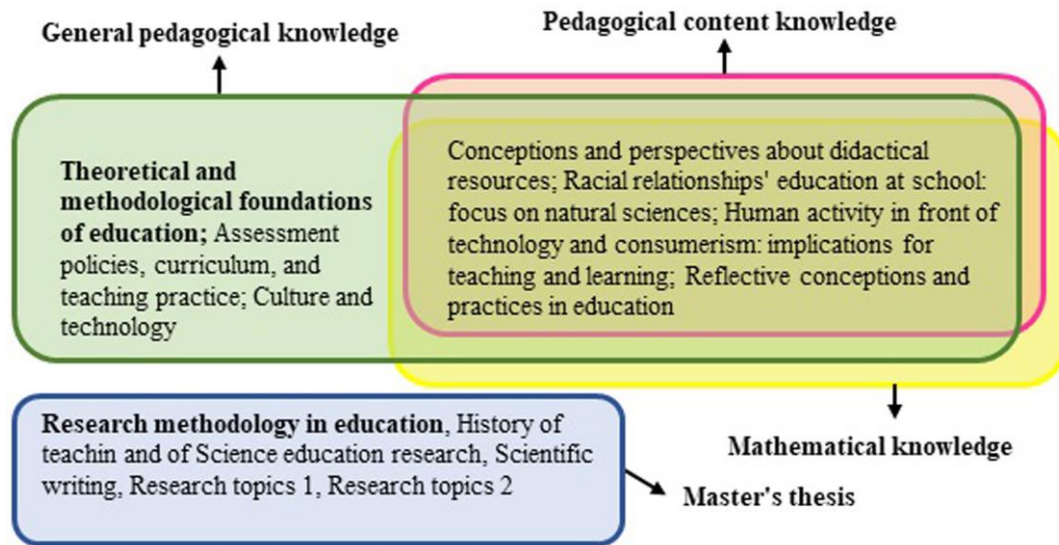 General pedagogical knowledge
Pedagogical content knowledge
Theoretical and
methodological foundations
of education; Assessment
policies, curriculum, and
teaching practice; Culture and
technology
Conceptions and perspectives about didactical
resources; Racial relationships' education at school:
focus on natural sciences; Human activity in front of
technology and consumerism: implications for
teaching and learning; Reflective conceptions and
practices in education
Research methodology in education, History of
teachin and of Science education research, Scientific
writing, Research topics 1, Research topics 2
Mathematical knowledge
Master's thesis